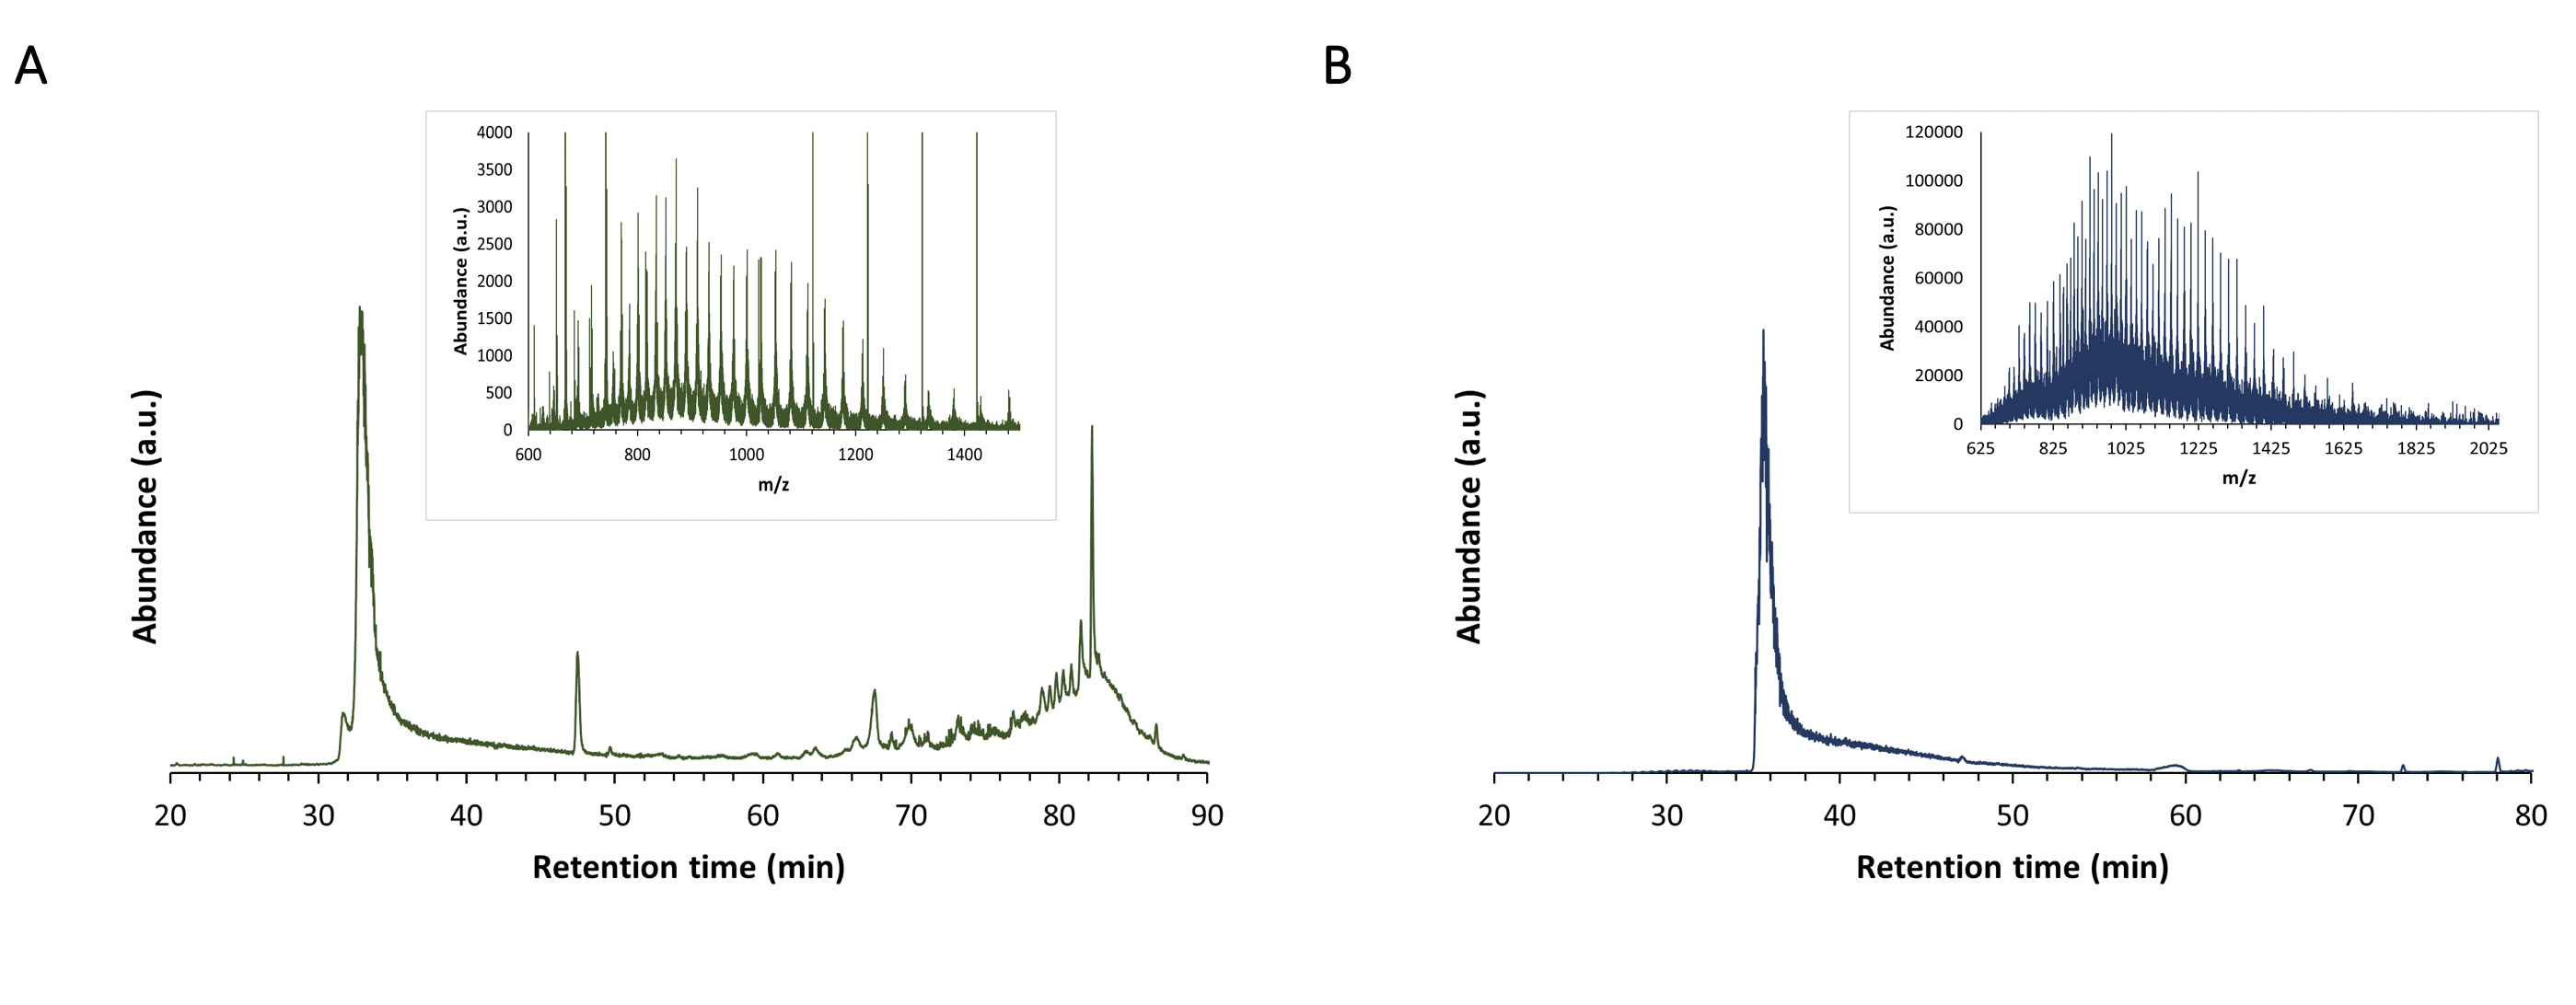 A
B
4000
3500
3000
2500
2000
1500
1000
500
0
600 800 1000 1200 1400
m/z
Abundance (a.u.)
Abundance (a.u.)
20 30 40 50 60 70 80 90
Retention time (min)
120000
100000
80000
60000
40000
20000
0
625 825 1025 1225 1425 1625 1825 2025
m/z
Abundance (a.u.)
Abundance (a.u.)
20 30 40 50 60 70 80
Retention time (min)